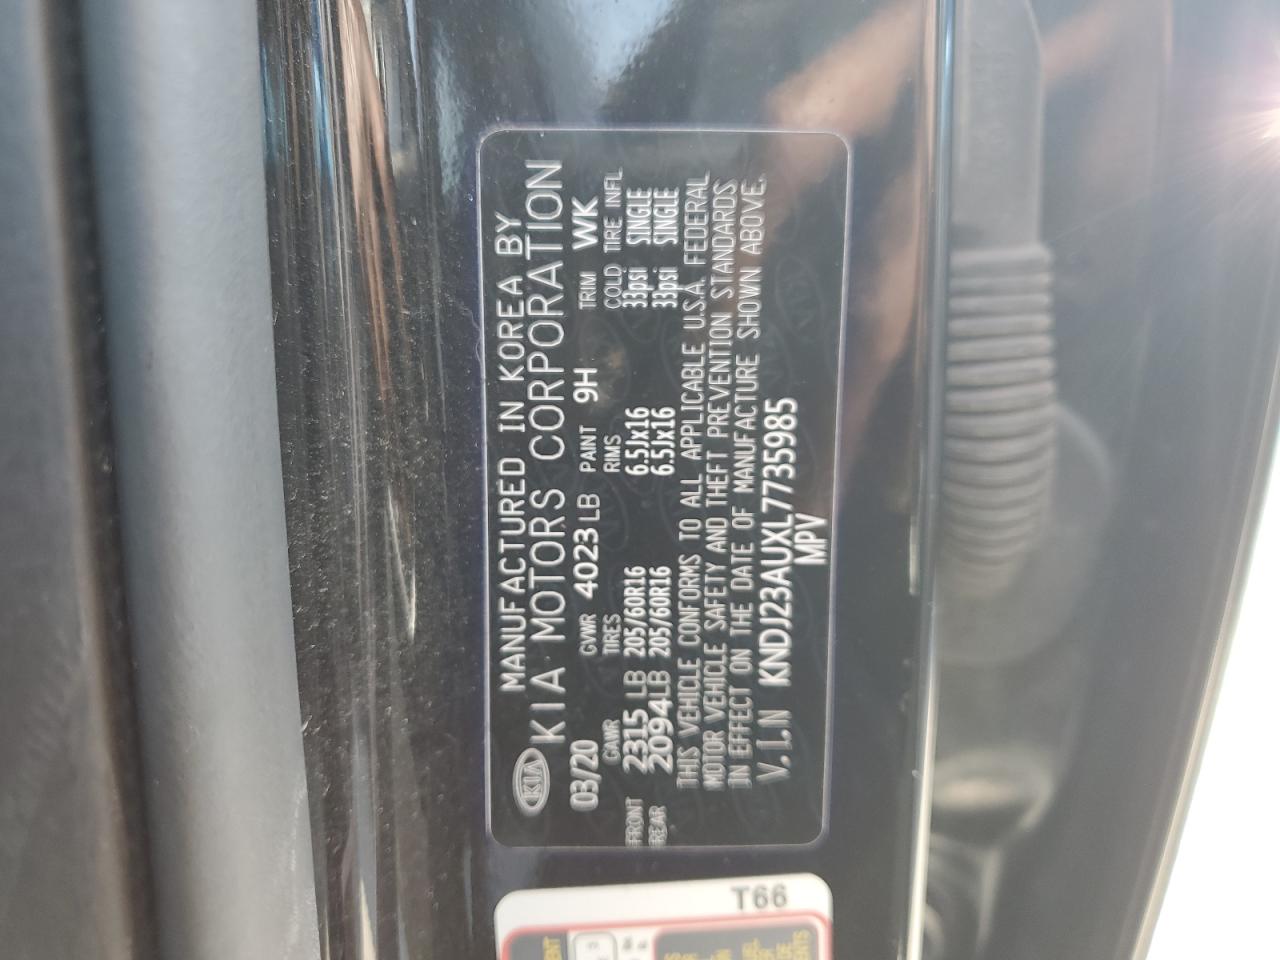 MANUFACTURED IN KOREA BY
KIA KIA MOTORS CORPORATION
03/20 GVWR 4023 LB PAINT 9H TRIM WK
GAWR TIRES RIMS COLD TIRE INFL
FRONT 2315 LB 205/60R16 6.5Jx16 33psi SINGLE
REAR 2094LB 205/60R16 6.5Jx16 33psi SINGLE
THIS VEHICLE CONFORMS TO ALL APPLICABLE U.S.A. FEDERAL
MOTOR VEHICLE SAFETY AND THEFT PREVENTION STANDARDS
IN EFFECT ON THE DATE OF MANUFACTURE SHOWN ABOVE.
V.I.N KNDJ23AUXL7735985
MPV
T66